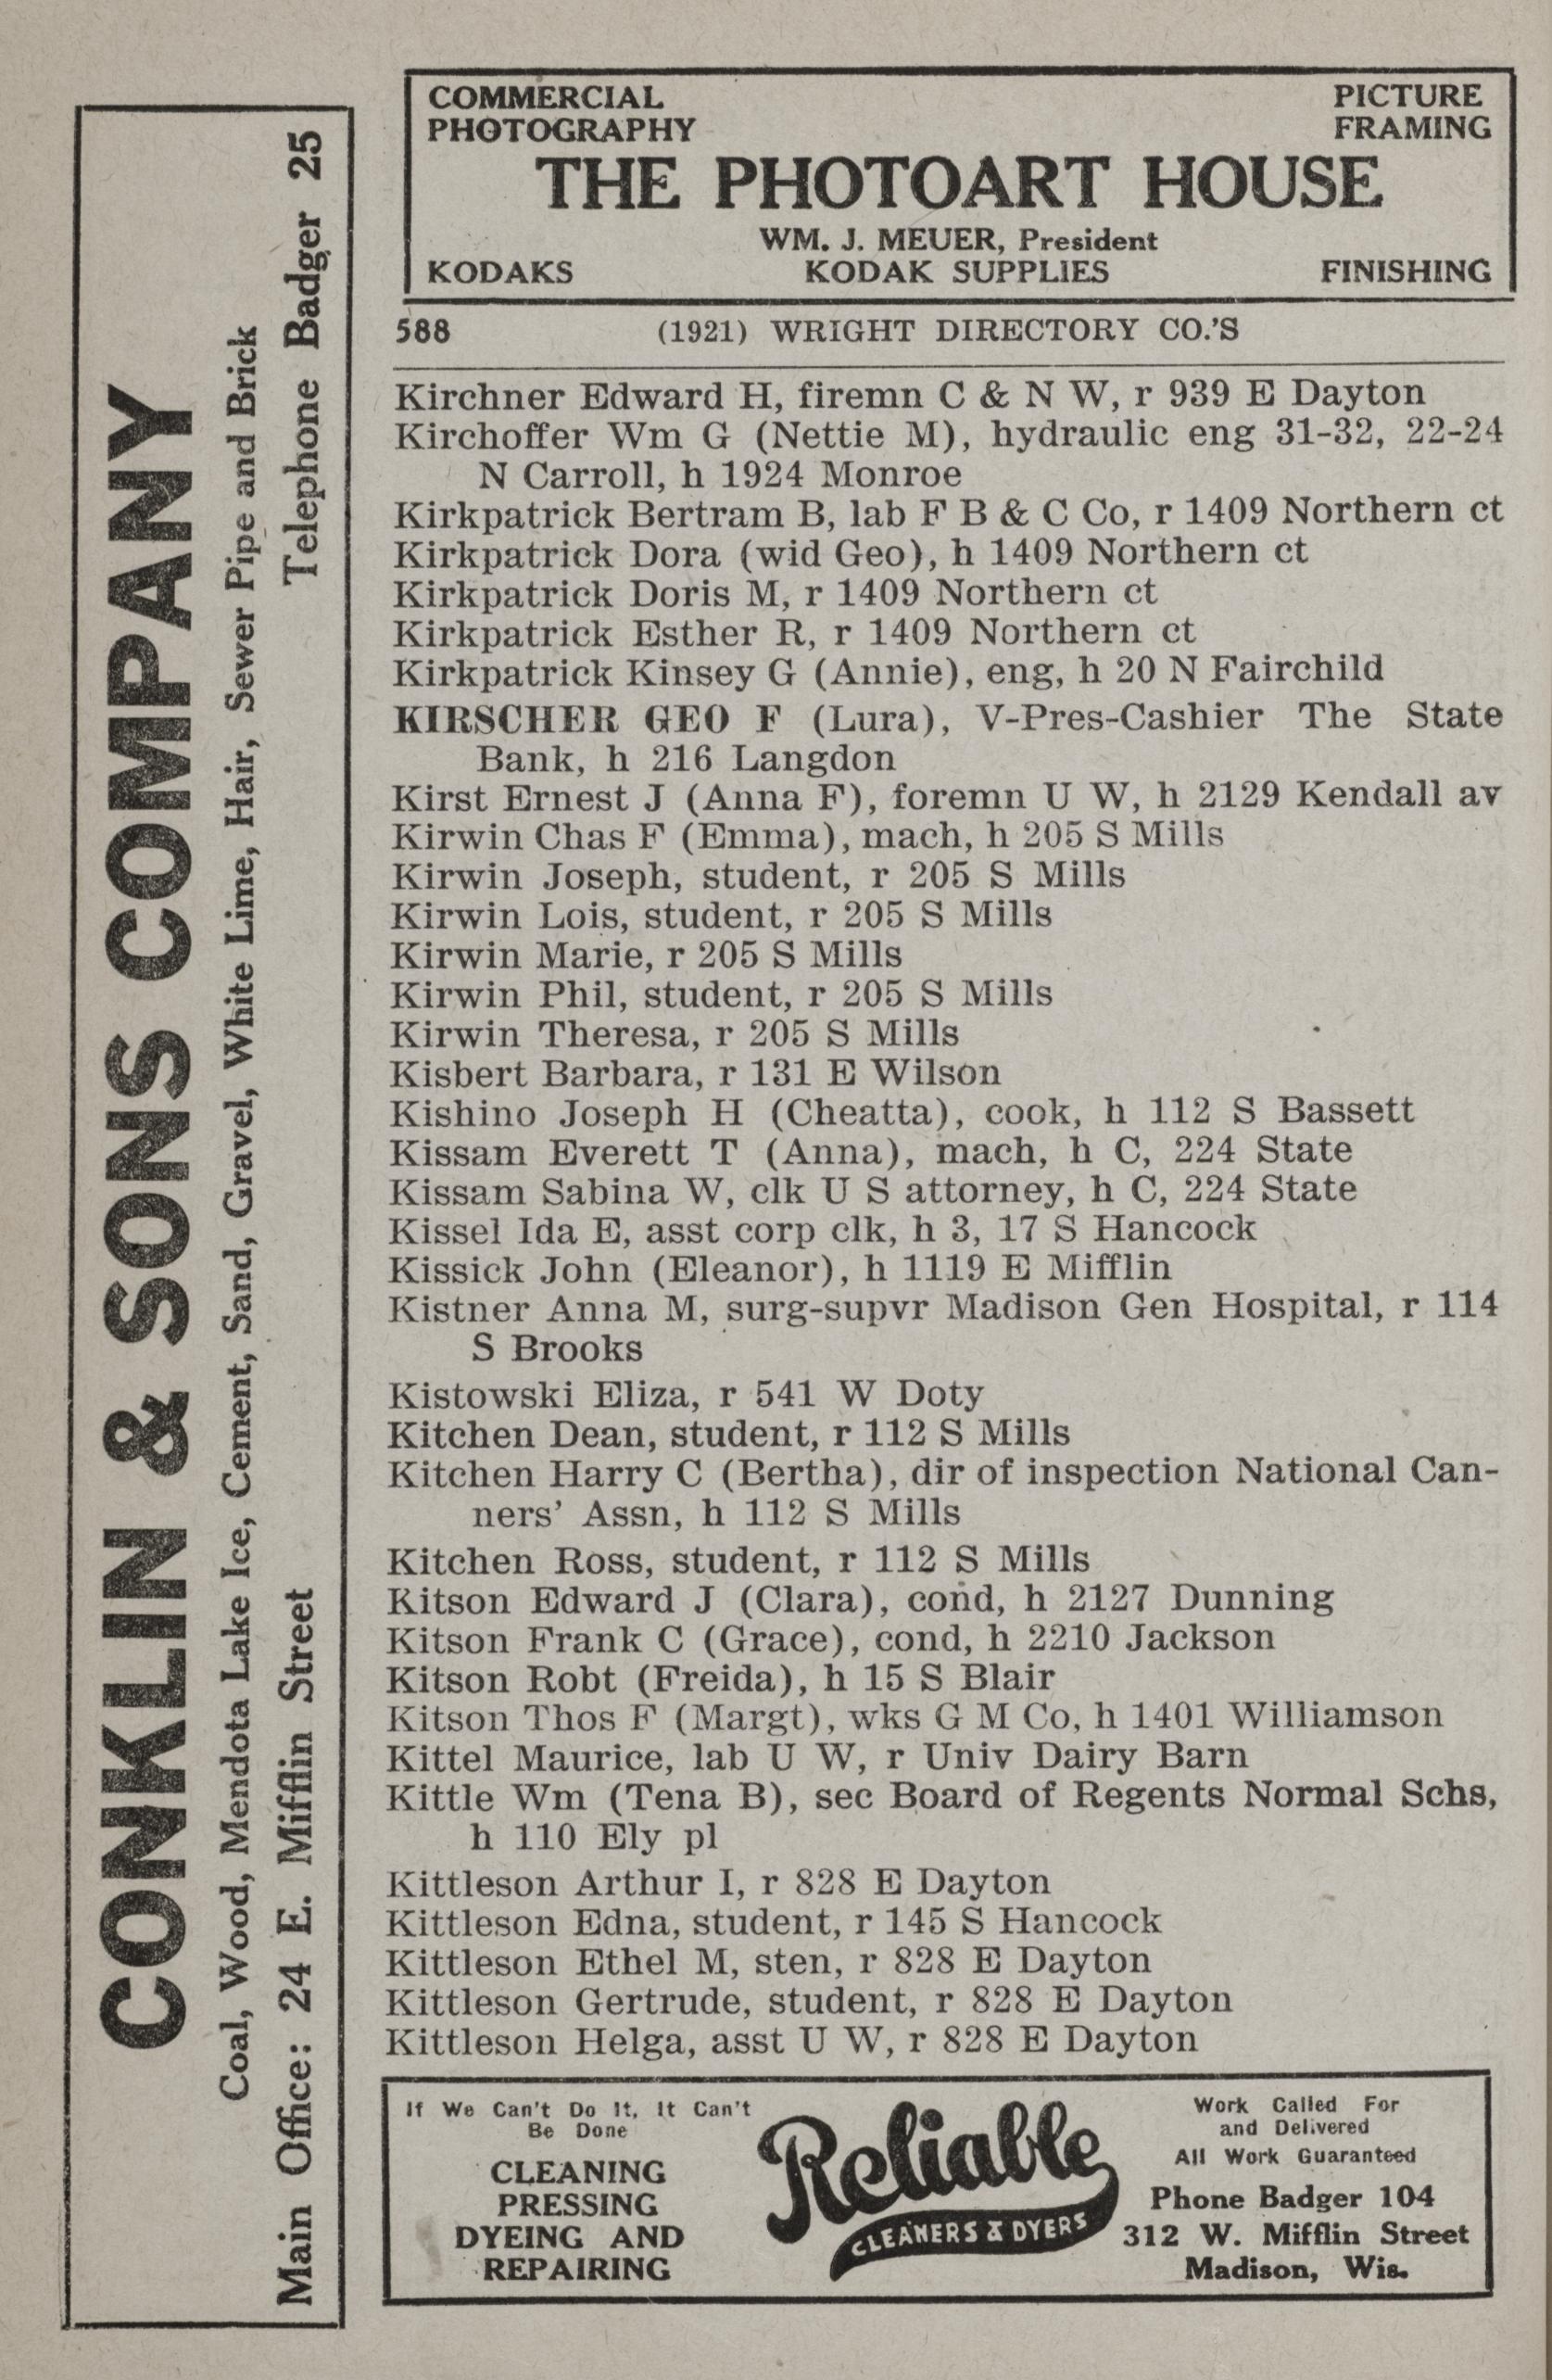 COMMERCIAL PHOTOGRAPHY
PICTURE FRAMING
THE PHOTOART HOUSE
WM. J. MEUER, President
KODAKS KODAK SUPPLIES FINISHING
588 (1921) WRIGHT DIRECTORY CO.'S
Kirchner Edward H, firemn C & N W, r 939 E Dayton
Kirchoffer Wm G (Nettie M), hydraulic eng 31-32, 22-24
N Carroll, h 1924 Monroe
Kirkpatrick Bertram B, lab F B & C Co, r 1409 Northern ct
Kirkpatrick Dora (wid Geo), h 1409 Northern ct
Kirkpatrick Doris M, r 1409 Northern ct
Kirkpatrick Esther R, r 1409 Northern ct
Kirkpatrick Kinsey G (Annie), eng, h 20 N Fairchild
KIRSCHER GEO F (Lura), V-Pres-Cashier The State
Bank, h 216 Langdon
Kirst Ernest J (Anna F), foremn U W, h 2129 Kendall av
Kirwin Chas F (Emma), mach, h 205 S Mills
Kirwin Joseph, student, r 205 S Mills
Kirwin Lois, student, r 205 S Mills
Kirwin Marie, r 205 S Mills
Kirwin Phil, student, r 205 S Mills
Kirwin Theresa, r 205 S Mills
Kisbert Barbara, r 131 E Wilson
Kishino Joseph H (Cheatta), cook, h 112 S Bassett
Kissam Everett T (Anna), mach, h C, 224 State
Kissam Sabina W, clk U S attorney, h C, 224 State
Kissel Ida E, asst corp clk, h 3, 17 S Hancock
Kissick John (Eleanor), h 1119 E Mifflin
Kistner Anna M, surg-supvr Madison Gen Hospital, r 114
S Brooks
Kistowski Eliza, r 541 W Doty
Kitchen Dean, student, r 112 S Mills
Kitchen Harry C (Bertha), dir of inspection National Can-
ners' Assn, h 112 S Mills
Kitchen Ross, student, r 112 S Mills
Kitson Edward J (Clara), cond, h 2127 Dunning
Kitson Frank C (Grace), cond, h 2210 Jackson
Kitson Robt (Freida), h 15 S Blair
Kitson Thos F (Margt), wks G M Co, h 1401 Williamson
Kittel Maurice, lab U W, r Univ Dairy Barn
Kittle Wm (Tena B), sec Board of Regents Normal Schs,
h 110 Ely pl
Kittleson Arthur I, r 828 E Dayton
Kittleson Edna, student, r 145 S Hancock
Kittleson Ethel M, sten, r 828 E Dayton
Kittleson Gertrude, student, r 828 E Dayton
Kittleson Helga, asst U W, r 828 E Dayton
If We Can't Do It, It Can't
Be Done
CLEANING
PRESSING
DYEING AND
REPAIRING
Reliable
CLEANERS & DYERS
Work Called For
and Delivered
All Work Guaranteed
Phone Badger 104
312 W. Mifflin Street
Madison, Wis.
CONKLIN & SONS COMPANY
Coal, Wood, Mendota Lake Ice, Cement, Sand, Gravel, White Lime, Hair, Sewer Pipe and Brick
Main Office: 24 E. Mifflin Street Telephone Badger 25